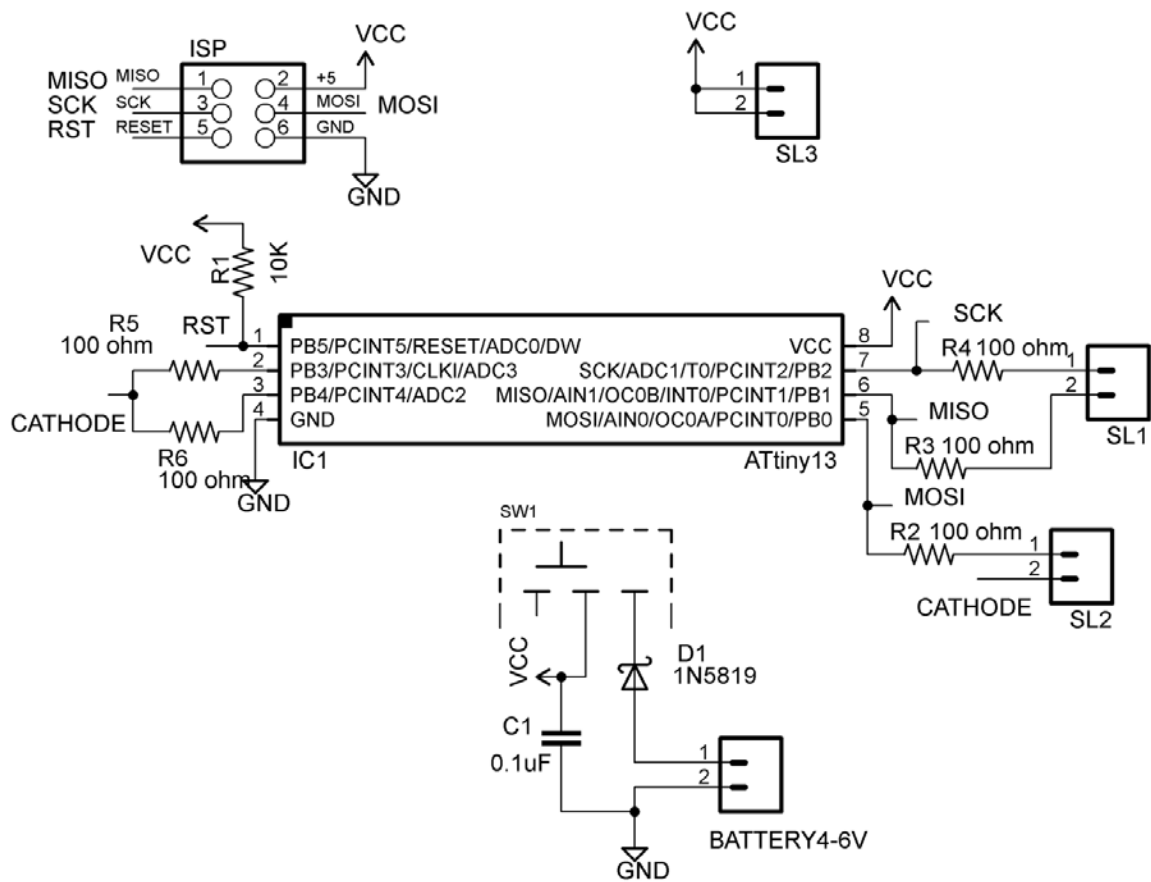 ISP
VCC
MISO MISO 1 2 +5
SCK SCK 3 4 MOSI MOSI
RST RESET 5 6 GND
GND
VCC
1
2
SL3
VCC
R1
10K
R5
100 ohm
RST
CATHODE
R6
100 ohm
GND
1 PB5/PCINT5/RESET/ADC0/DW
2 PB3/PCINT3/CLKI/ADC3
3 PB4/PCINT4/ADC2
4 GND
VCC 8
SCK/ADC1/T0/PCINT2/PB2 7
MISO/AIN1/OC0B/INT0/PCINT1/PB1 6
MOSI/AIN0/OC0A/PCINT0/PB0 5
IC1
ATtiny13
VCC
SCK
R4 100 ohm
1
2
SL1
MISO
R3 100 ohm
MOSI
R2 100 ohm
1
2
CATHODE
SL2
SW1
VCC
D1
1N5819
C1
0.1uF
1
2
BATTERY4-6V
GND